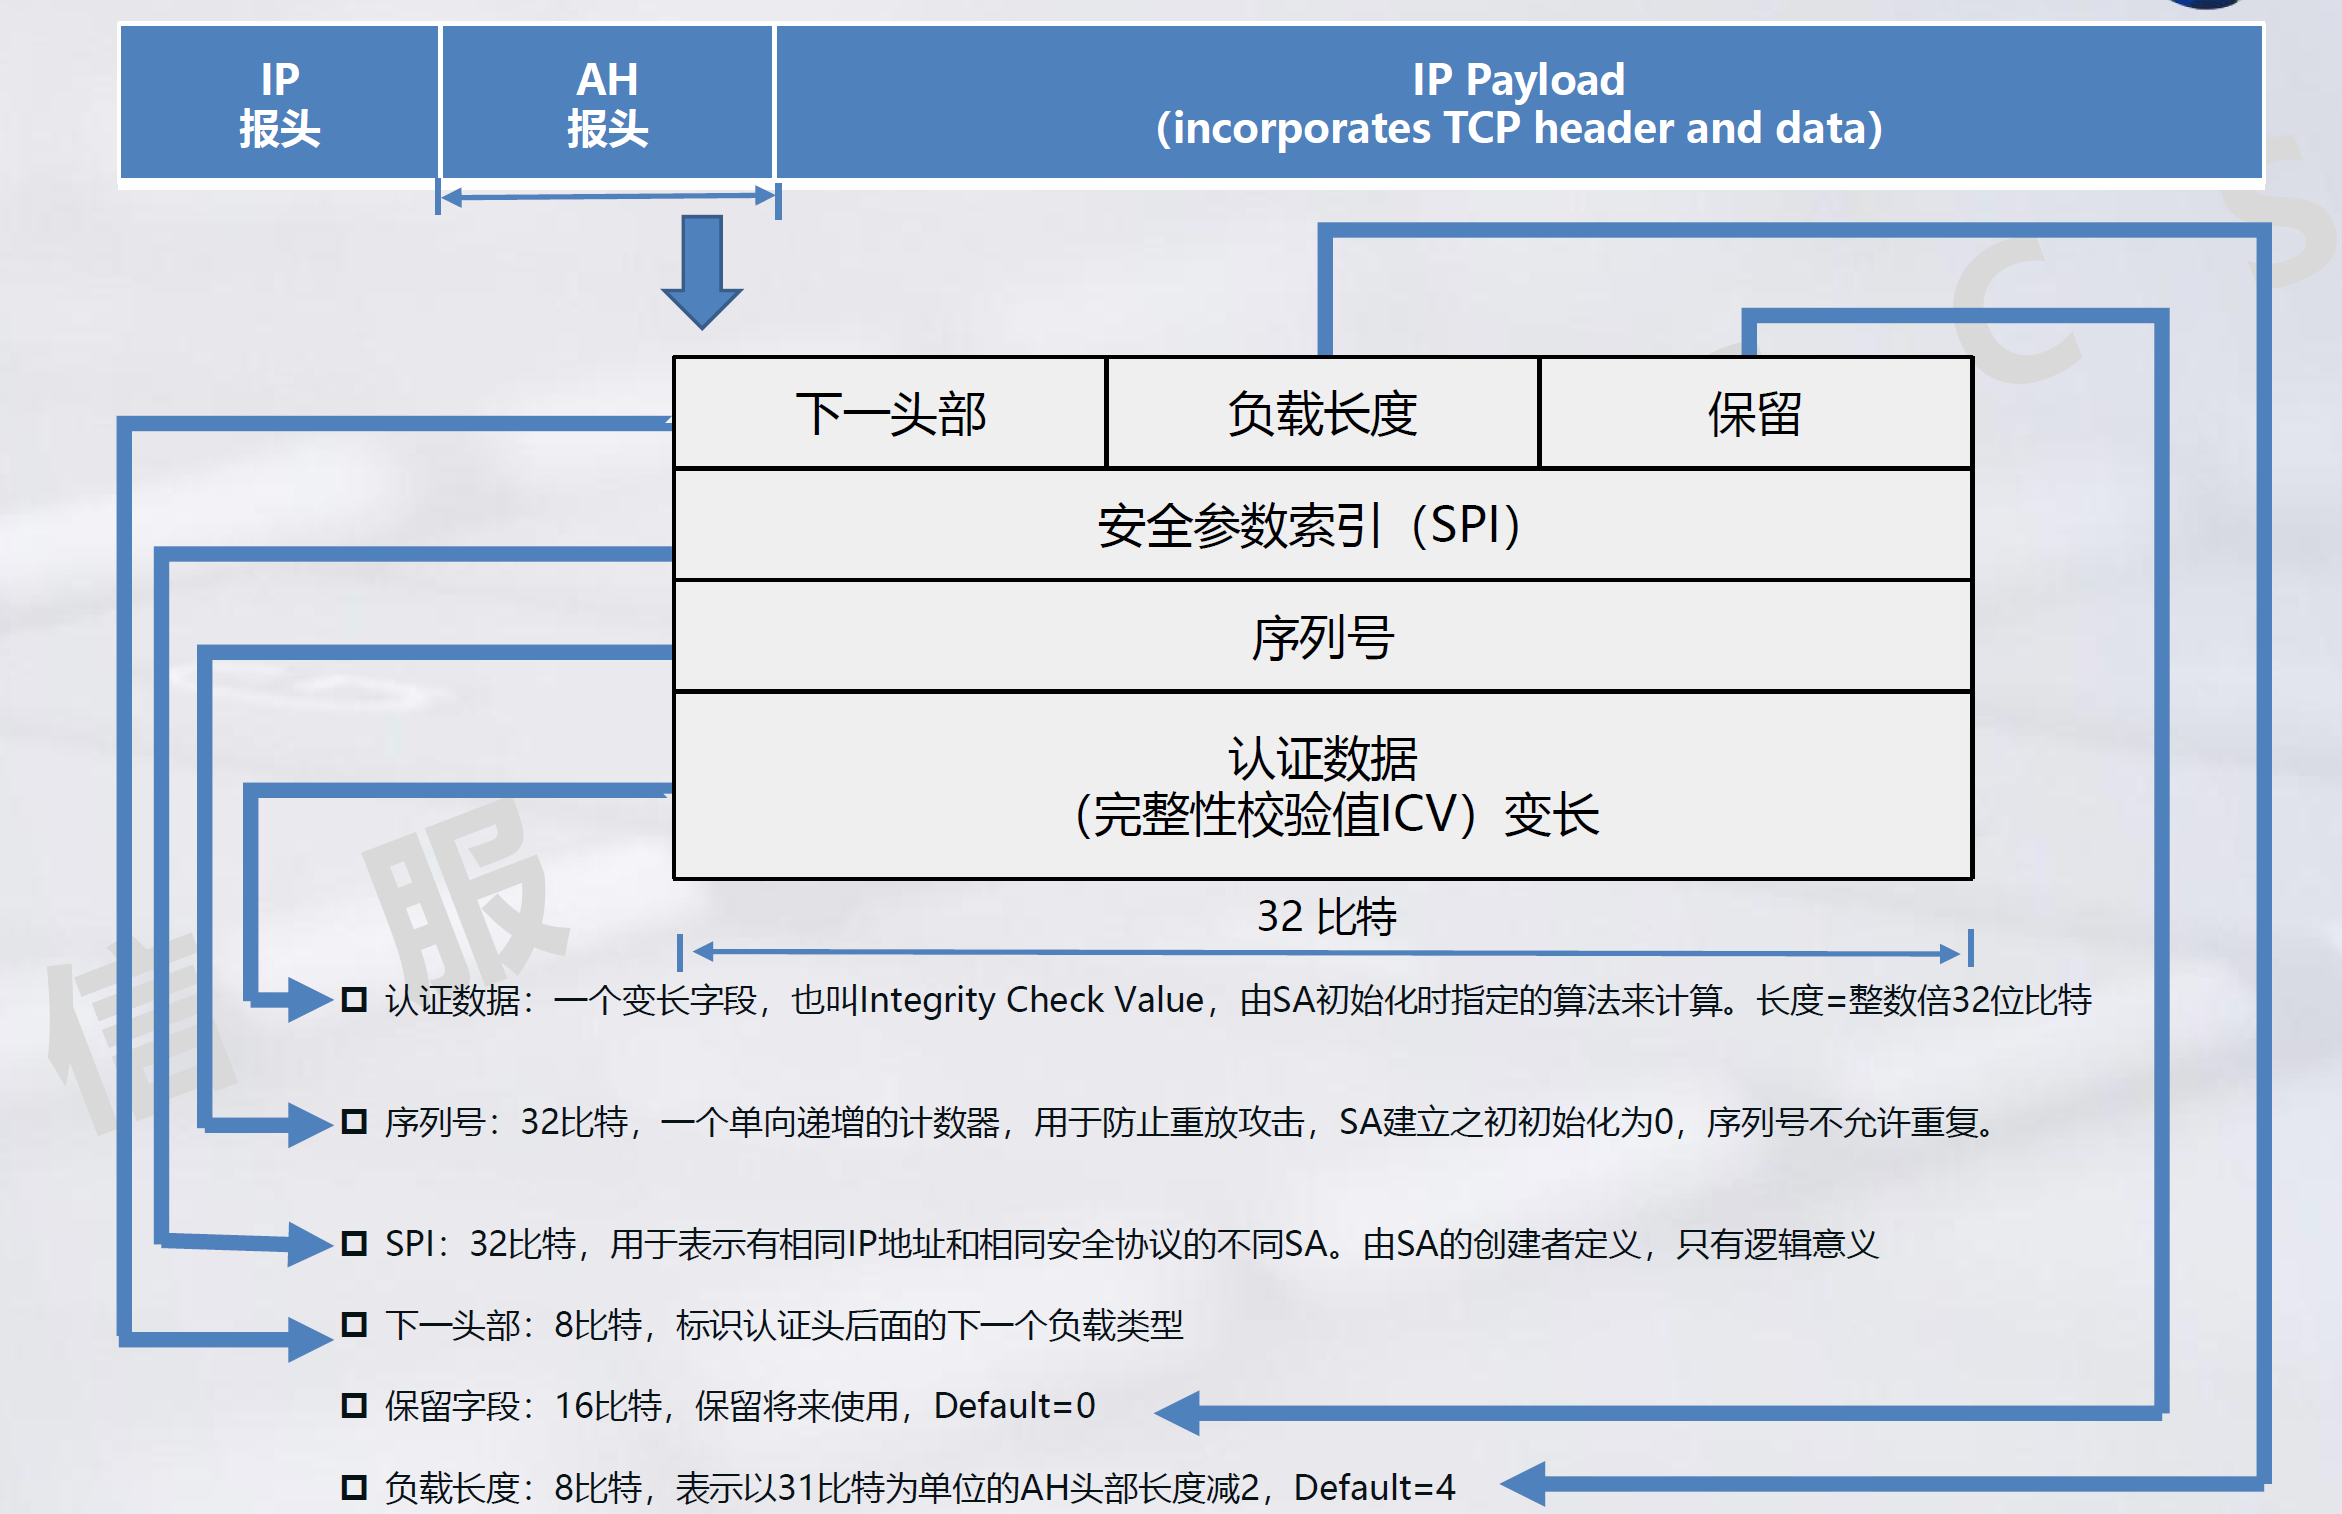 IP
报头
AH
报头
IP Payload
（incorporates TCP header and data）
下一头部
负载长度
保留
安全参数索引（SPI）
序列号
认证数据
（完整性校验值ICV）变长
32 比特
认证数据：一个变长字段，也叫Integrity Check Value，由SA初始化时指定的算法来计算。长度=整数倍32位比特
序列号：32比特，一个单向递增的计数器，用于防止重放攻击，SA建立之初初始化为0，序列号不允许重复。
SPI：32比特，用于表示有相同IP地址和相同安全协议的不同SA。由SA的创建者定义，只有逻辑意义
下一头部：8比特，标识认证头后面的下一个负载类型
保留字段：16比特，保留将来使用，Default=0
负载长度：8比特，表示以31比特为单位的AH头部长度减2，Default=4
信 服
C S